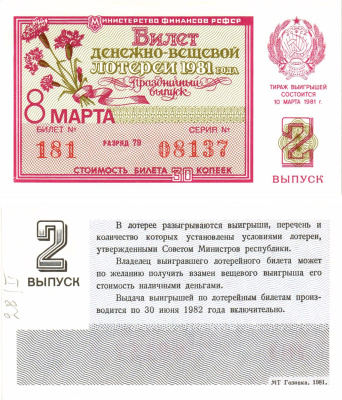 Министерство финансов РСФСР
Билет
денежно-вещевой
лотереи 1981 года
Праздничный
выпуск
8 МАРТА
БИЛЕТ №
РАЗРЯД 79
СЕРИЯ №
181
08137
СТОИМОСТЬ БИЛЕТА 30 КОПЕЕК
ТИРАЖ ВЫИГРЫШЕЙ
СОСТОИТСЯ
10 МАРТА 1981 г.
2
ВЫПУСК
2
ВЫПУСК
В лотерее разыгрываются выигрыши, перечень и
количество которых установлены условиями лотереи,
утвержденными Советом Министров республики.
Владелец выигравшего лотерейного билета может
по желанию получить взамен вещевого выигрыша его
стоимость наличными деньгами.
Выдача выигрышей по лотерейным билетам произво-
дится по 30 июня 1982 года включительно.
МТ Гознака. 1981.